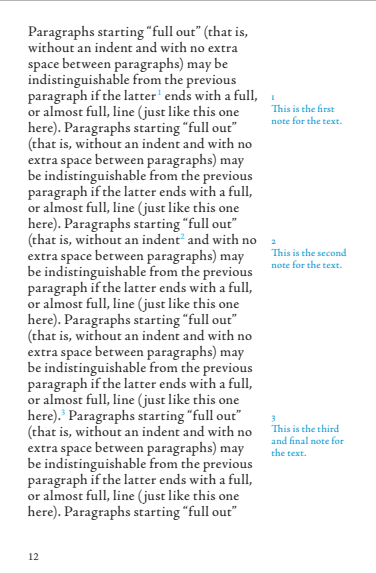 Paragraphs starting “full out” (that is,
without an indent and with no extra
space between paragraphs) may be
indistinguishable from the previous
paragraph if the latter¹ ends with a full,
or almost full, line (just like this one
here). Paragraphs starting “full out”
(that is, without an indent and with no
extra space between paragraphs) may
be indistinguishable from the previous
paragraph if the latter ends with a full,
or almost full, line (just like this one
here). Paragraphs starting “full out”
(that is, without an indent² and with no
extra space between paragraphs) may
be indistinguishable from the previous
paragraph if the latter ends with a full,
or almost full, line (just like this one
here). Paragraphs starting “full out”
(that is, without an indent and with no
extra space between paragraphs) may
be indistinguishable from the previous
paragraph if the latter ends with a full,
or almost full, line (just like this one
here).³ Paragraphs starting “full out”
(that is, without an indent and with no
extra space between paragraphs) may
be indistinguishable from the previous
paragraph if the latter ends with a full,
or almost full, line (just like this one
here). Paragraphs starting “full out”
1
This is the first
note for the text.
2
This is the second
note for the text.
3
This is the third
and final note for
the text.
12